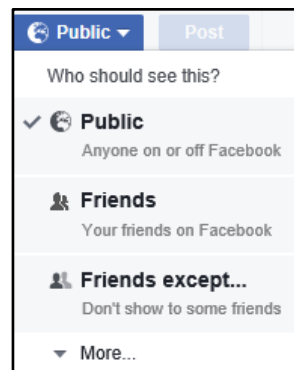 Public Post
Who should see this?
Public
Anyone on or off Facebook
Friends
Your friends on Facebook
Friends except...
Don't show to some friends
More...